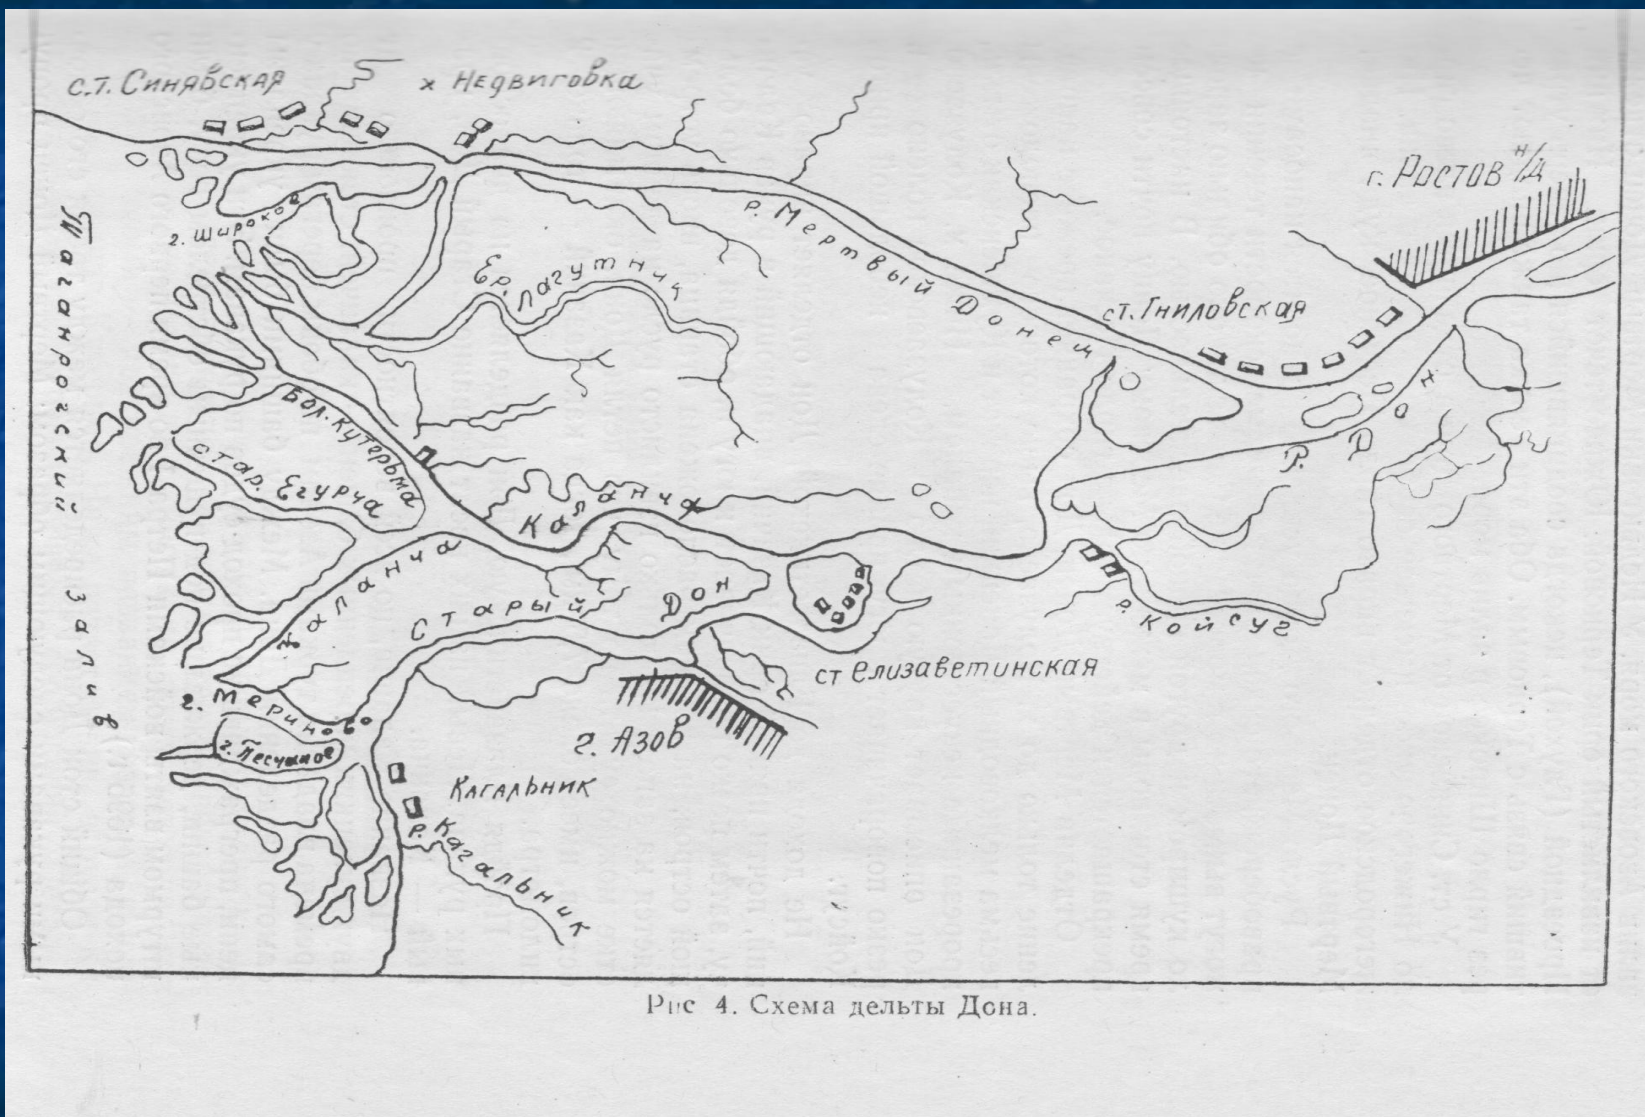 ст. Синявская
х Недвиговка
г. Ростов н/Д
г. Широкое
р. Мертвый Донец
Ер. Лагутник
ст. Гниловская
Таганрогский залив
Бол. Кутерьма
стар. Егурча
Каланча
Р. Дон
Каланча
Старый Дон
р. Койсуг
ст Елизаветинская
г. Мериново
г. Песчаное
г. Азов
Кагальник
р. Кагальник
Рис 4. Схема дельты Дона.